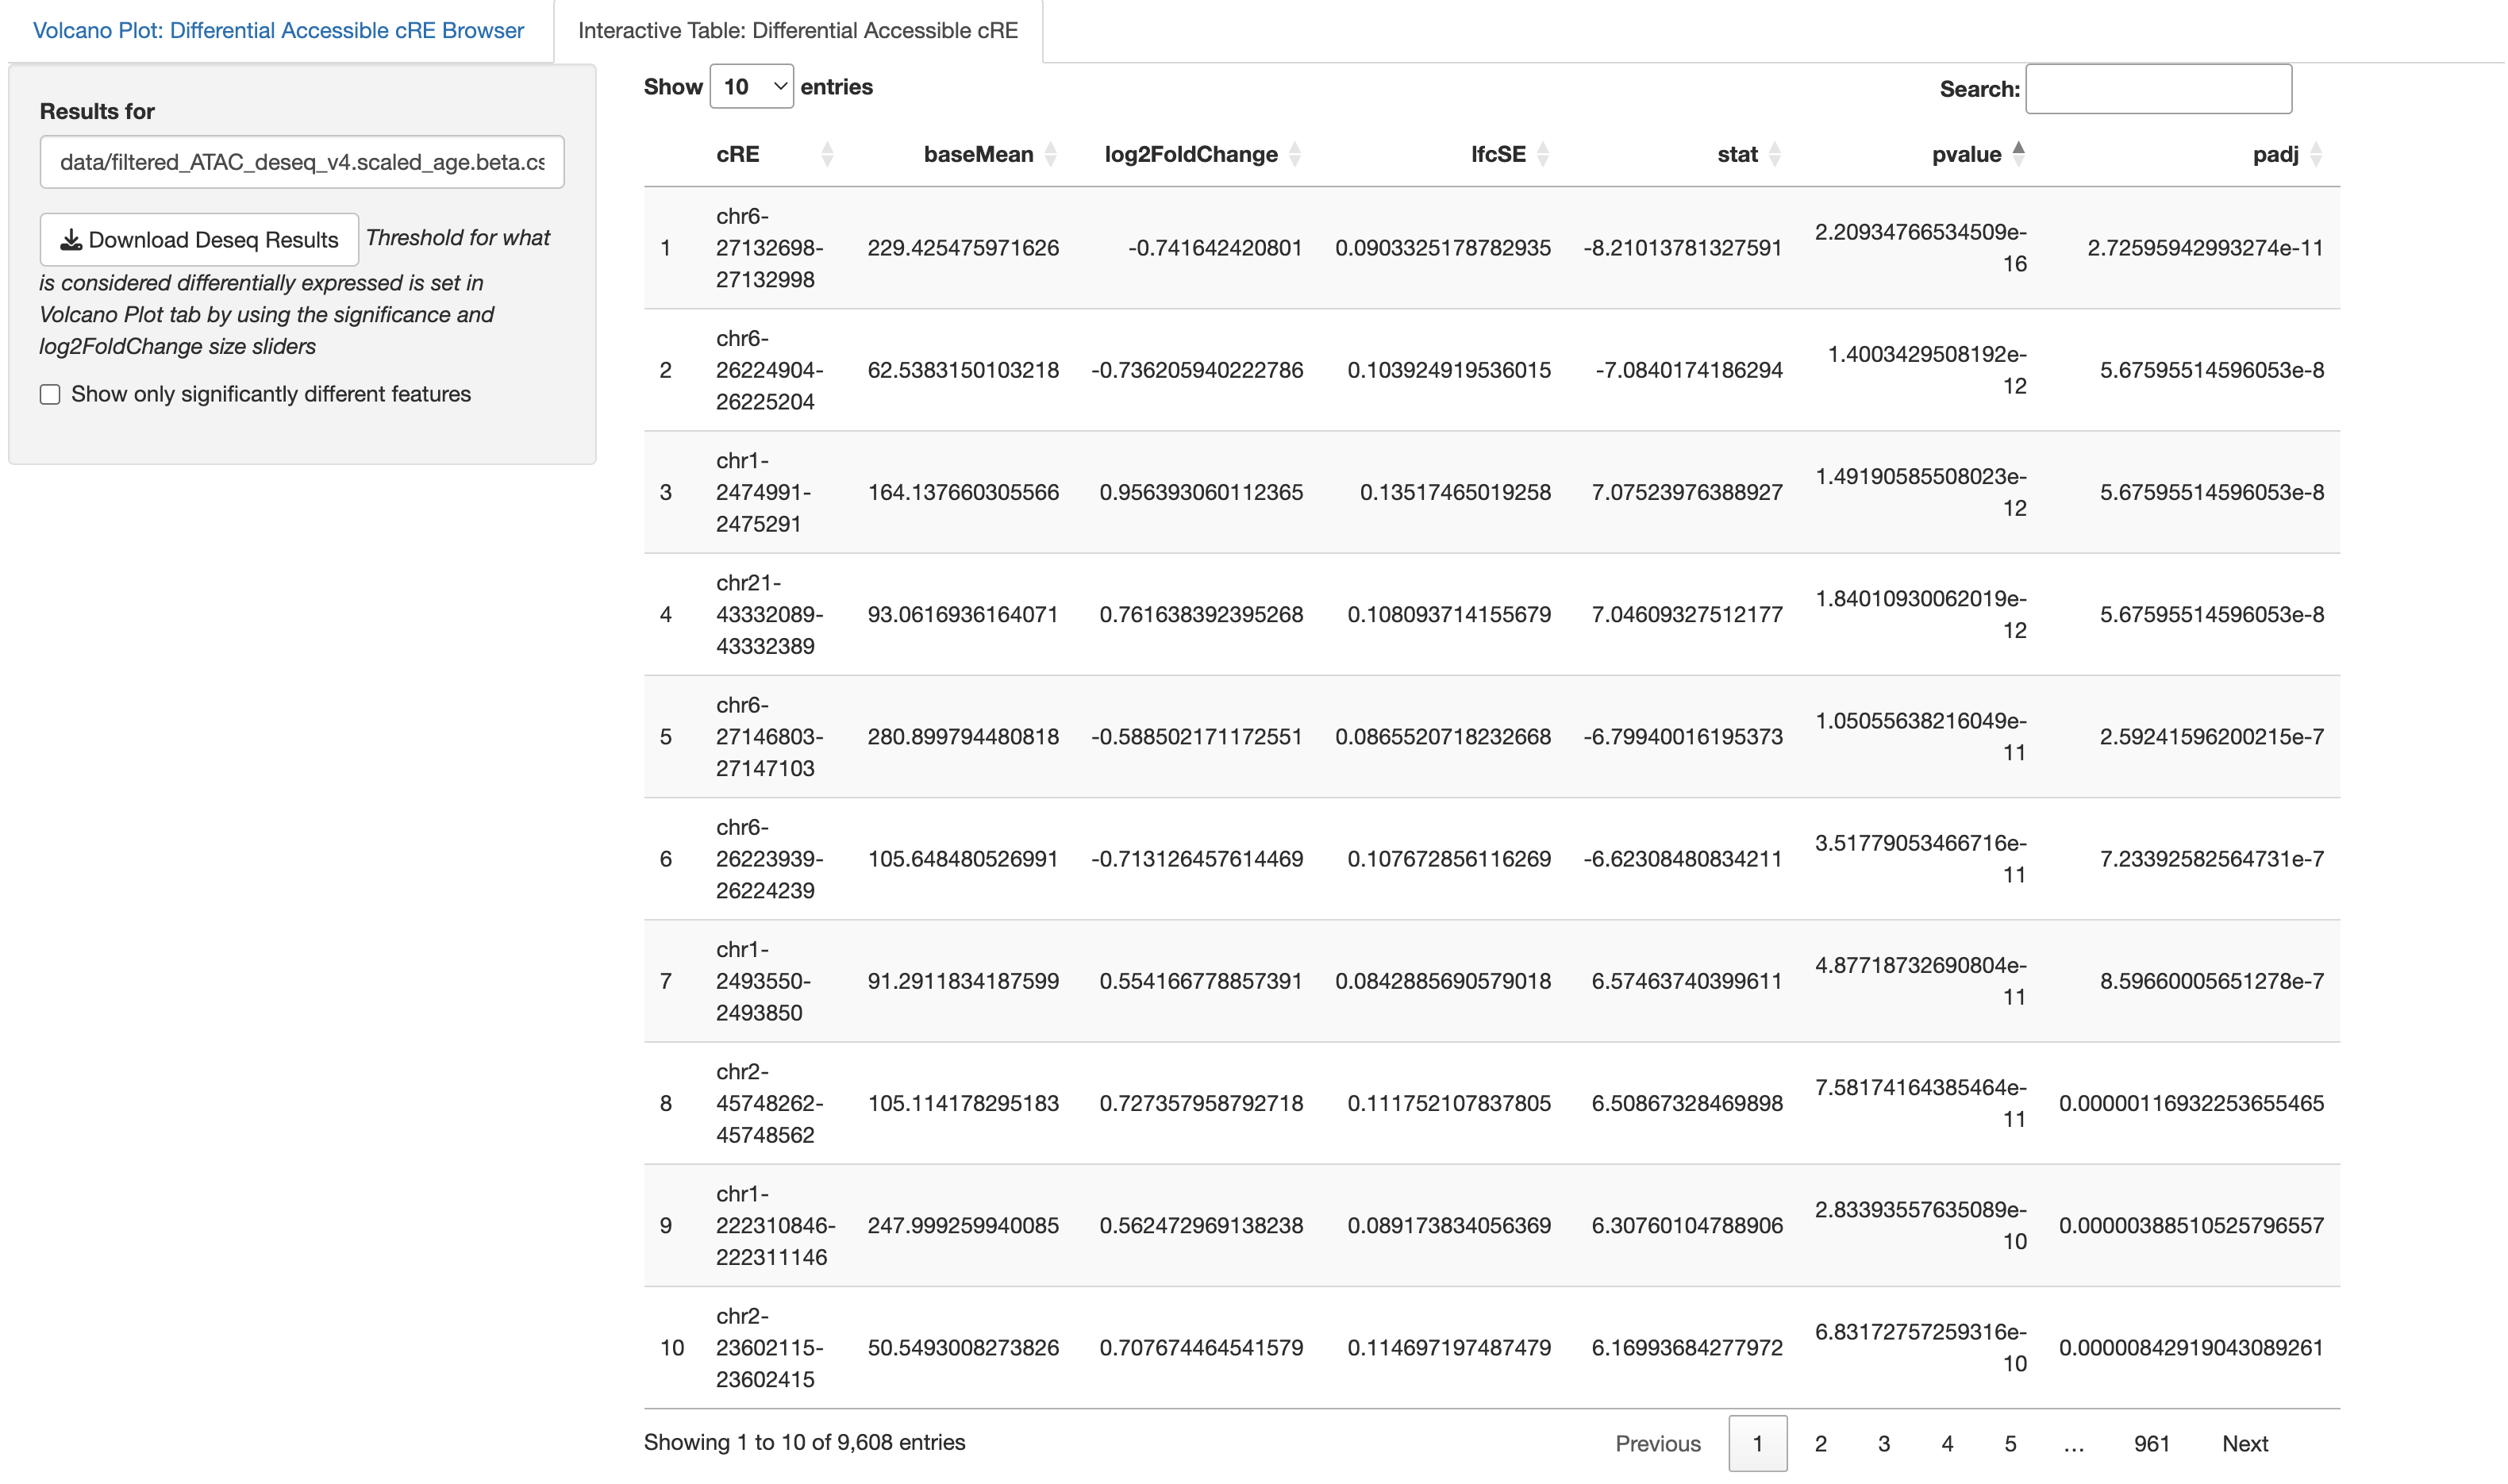 Volcano Plot: Differential Accessible cRE Browser
Interactive Table: Differential Accessible cRE
Results for
data/filtered_ATAC_deseq_v4.scaled_age.beta.cs
Download Deseq Results Threshold for what
is considered differentially expressed is set in
Volcano Plot tab by using the significance and
log2FoldChange size sliders
Show only significantly different features
Show 10 entries
Search:
cRE baseMean log2FoldChange lfcSE stat pvalue padj
chr6-
2.20934766534509e-
1 27132698- 229.425475971626 -0.741642420801 0.0903325178782935 -8.21013781327591 2.72595942993274e-11
16
27132998
chr6-
1.4003429508192e-
2 26224904- 62.5383150103218 -0.736205940222786 0.103924919536015 -7.0840174186294 5.67595514596053e-8
12
26225204
chr1-
1.49190585508023e-
3 2474991- 164.137660305566 0.956393060112365 0.13517465019258 7.07523976388927 5.67595514596053e-8
12
2475291
chr21-
1.84010930062019e-
4 43332089- 93.0616936164071 0.761638392395268 0.108093714155679 7.04609327512177 5.67595514596053e-8
12
43332389
chr6-
1.05055638216049e-
5 27146803- 280.899794480818 -0.588502171172551 0.0865520718232668 -6.79940016195373 2.59241596200215e-7
11
27147103
chr6-
3.51779053466716e-
6 26223939- 105.648480526991 -0.713126457614469 0.107672856116269 -6.62308480834211 7.23392582564731e-7
11
26224239
chr1-
4.87718732690804e-
7 2493550- 91.2911834187599 0.554166778857391 0.0842885690579018 6.57463740399611 8.59660005651278e-7
11
2493850
chr2-
7.58174164385464e-
8 45748262- 105.114178295183 0.727357958792718 0.111752107837805 6.50867328469898 0.00000116932253655465
11
45748562
chr1-
2.83393557635089e-
9 222310846- 247.999259940085 0.562472969138238 0.089173834056369 6.30760104788906 0.00000388510525796557
10
222311146
chr2-
6.83172757259316e-
10 23602115- 50.5493008273826 0.707674464541579 0.114697197487479 6.16993684277972 0.00000842919043089261
10
23602415
Showing 1 to 10 of 9,608 entries
Previous 1 2 3 4 5 … 961 Next